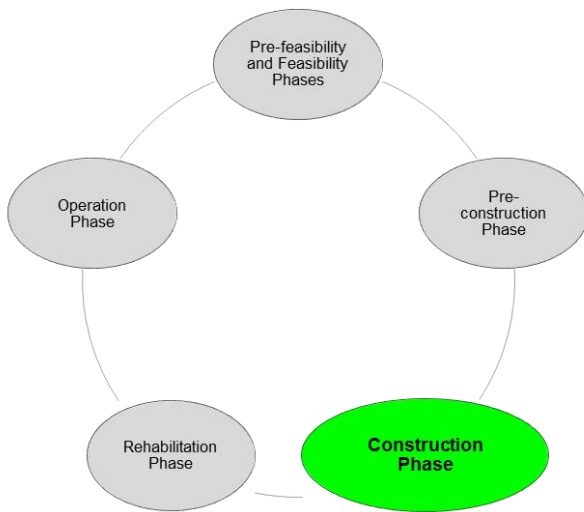 Pre-feasibility
and Feasibility
Phases
Pre-
construction
Phase
Construction
Phase
Rehabilitation
Phase
Operation
Phase